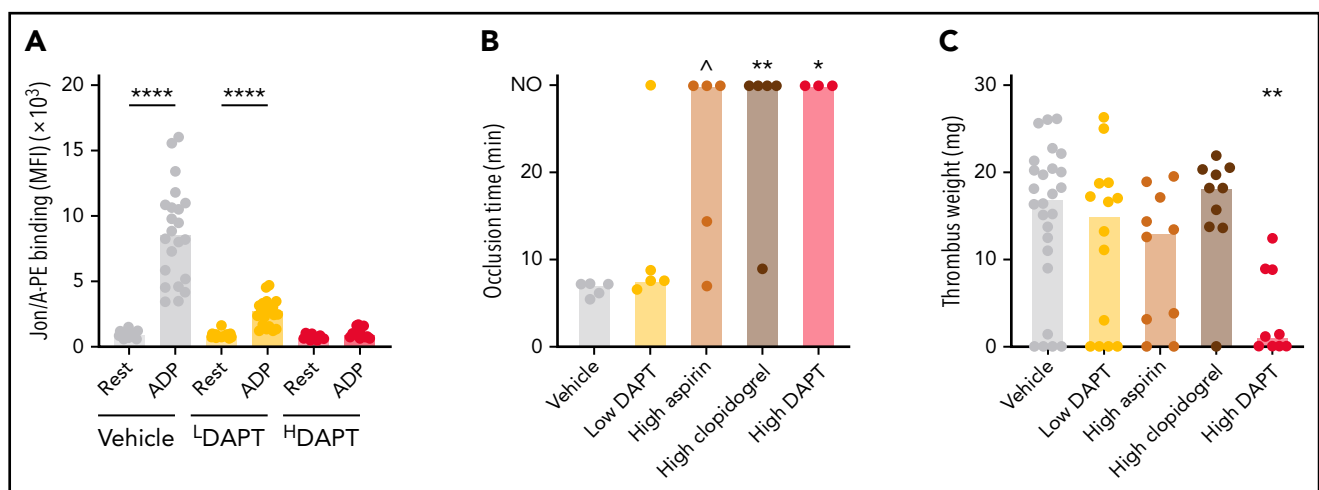 A
Jon/A-PE binding (MFI) (×10³)
20
15
10
5
0
****
****
Rest
ADP
Rest
ADP
Rest
ADP
Vehicle
ᴸDAPT
ᴴDAPT
B
Occlusion time (min)
NO
20
10
0
^
**
*
Vehicle
Low DAPT
High aspirin
High clopidogrel
High DAPT
C
Thrombus weight (mg)
30
20
10
0
**
Vehicle
Low DAPT
High aspirin
High clopidogrel
High DAPT